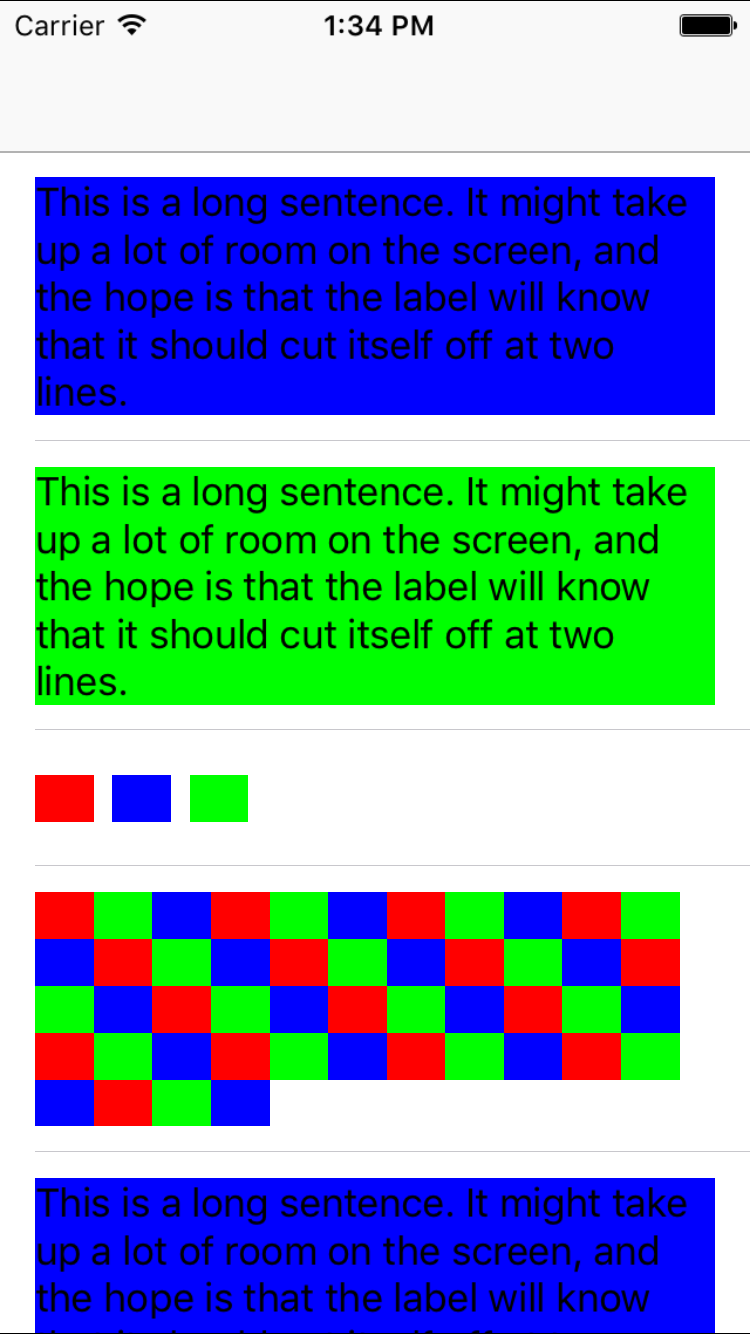 Carrier 1:34 PM
This is a long sentence. It might take
up a lot of room on the screen, and
the hope is that the label will know
that it should cut itself off at two
lines.
This is a long sentence. It might take
up a lot of room on the screen, and
the hope is that the label will know
that it should cut itself off at two
lines.
This is a long sentence. It might take
up a lot of room on the screen, and
the hope is that the label will know